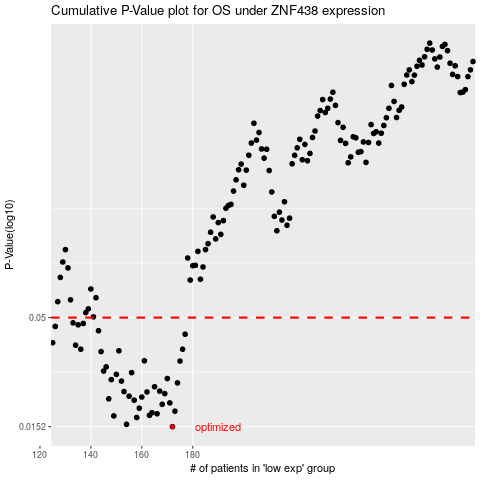 Cumulative P-Value plot for OS under ZNF438 expression
P-Value(log10)
0.05
0.0152
optimized
120 140 160 180
# of patients in 'low exp' group